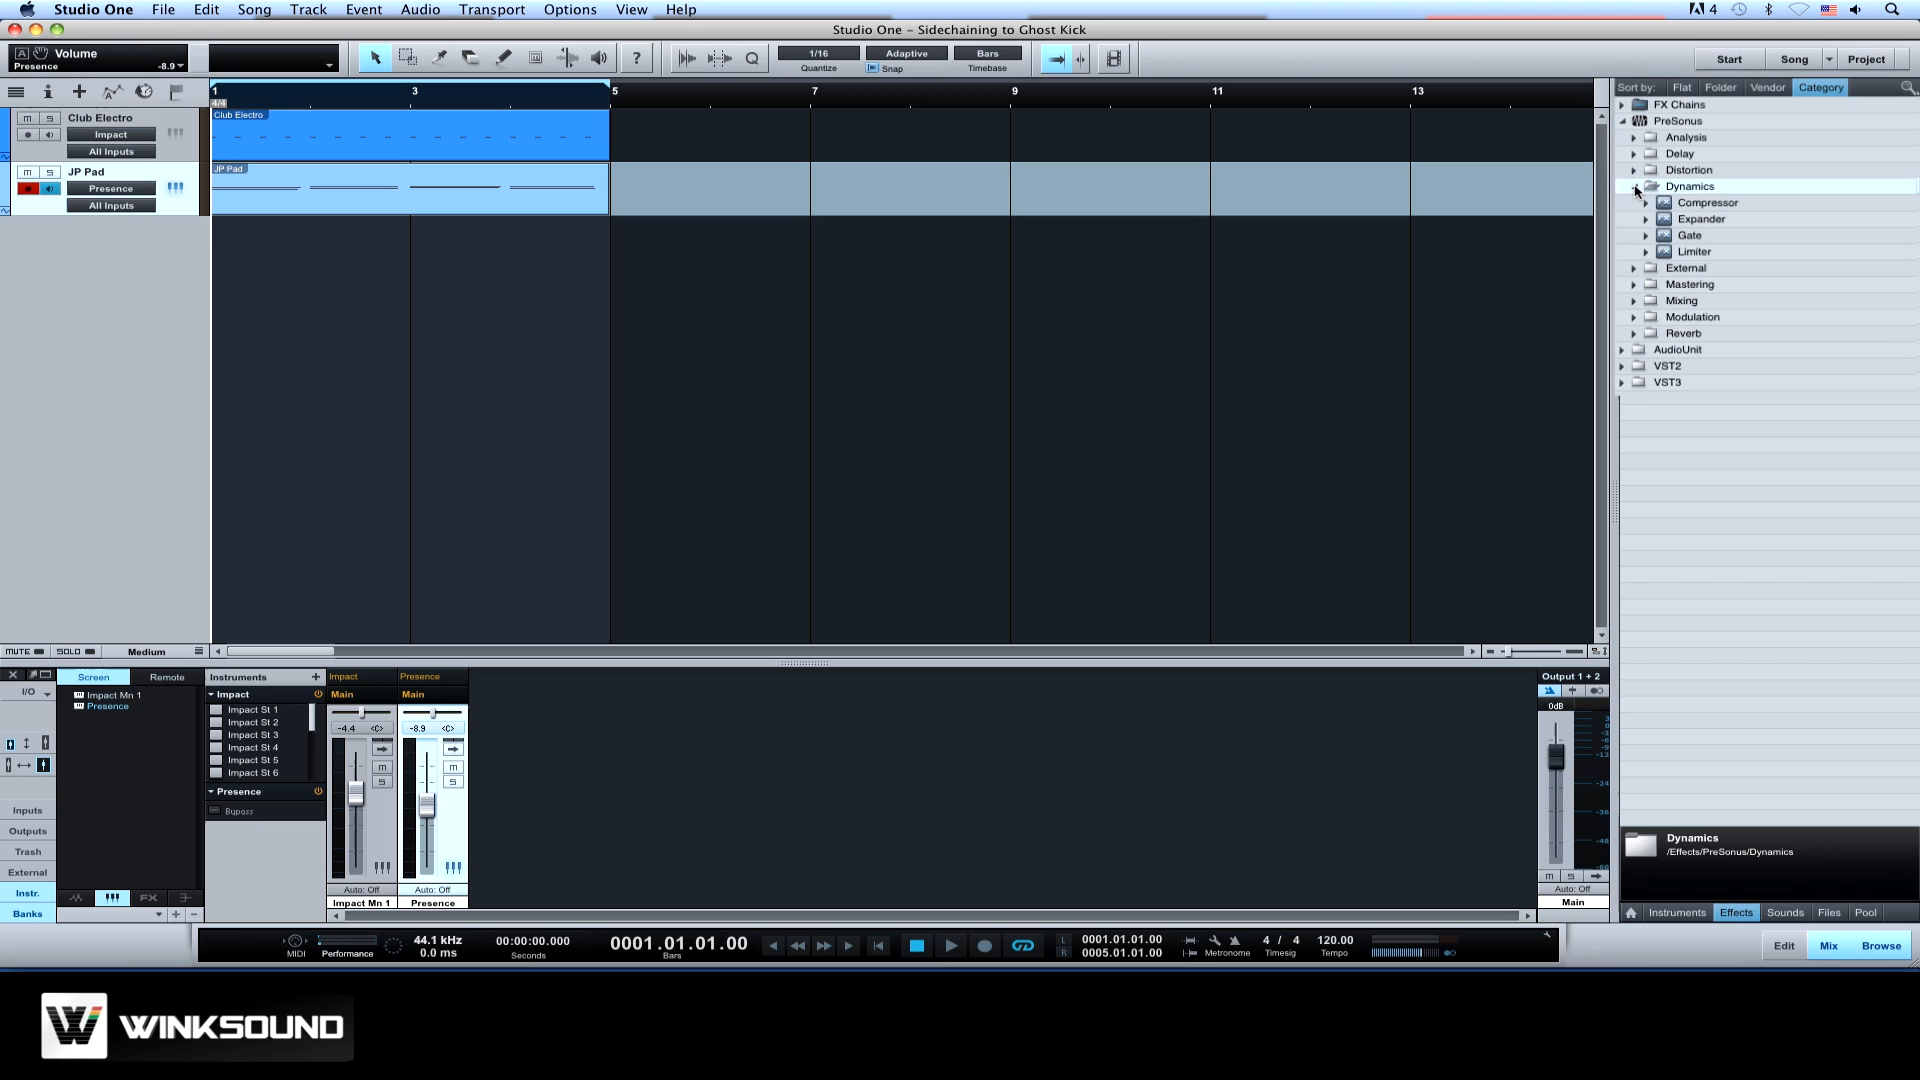 Studio One File Edit Song Track Event Audio Transport Options View Help 4
Studio One – Sidechaining to Ghost Kick
A Volume
Presence -8.9
? Q 1/16 Adaptive Bars
Quantize Snap Timebase
Start Song Project
1 3 5 7 9 11 13
4/4
Sort by: Flat Folder Vendor Category
M S Club Electro
Impact
All Inputs
Club Electro
M S JP Pad
Presence
All Inputs
JP Pad
FX Chains
PreSonus
Analysis
Delay
Distortion
Dynamics
Compressor
Expander
Gate
Limiter
External
Mastering
Mixing
Modulation
Reverb
AudioUnit
VST2
VST3
MUTE SOLO Medium
I/O
Screen Remote
Impact Mn 1
Presence
Inputs
Outputs
Trash
External
Instr.
Banks
FX
Instruments +
Impact
Impact St 1
Impact St 2
Impact St 3
Impact St 4
Impact St 5
Impact St 6
Presence
Bypass
Impact Presence
Main Main
-4.4 <C> -8.9 <C>
M M
S S
Auto: Off Auto: Off
Impact Mn 1 Presence
Output 1 + 2
0dB
M S
Auto: Off
Main
Dynamics
/Effects/PreSonus/Dynamics
Instruments Effects Sounds Files Pool
MIDI Performance 44.1 kHz
0.0 ms
00:00:00.000
Seconds
0001.01.01.00
Bars
L 0001.01.01.00
R 0005.01.01.00
Metronome
4 / 4
Timesig
120.00
Tempo
Edit Mix Browse
W WINKSOUND